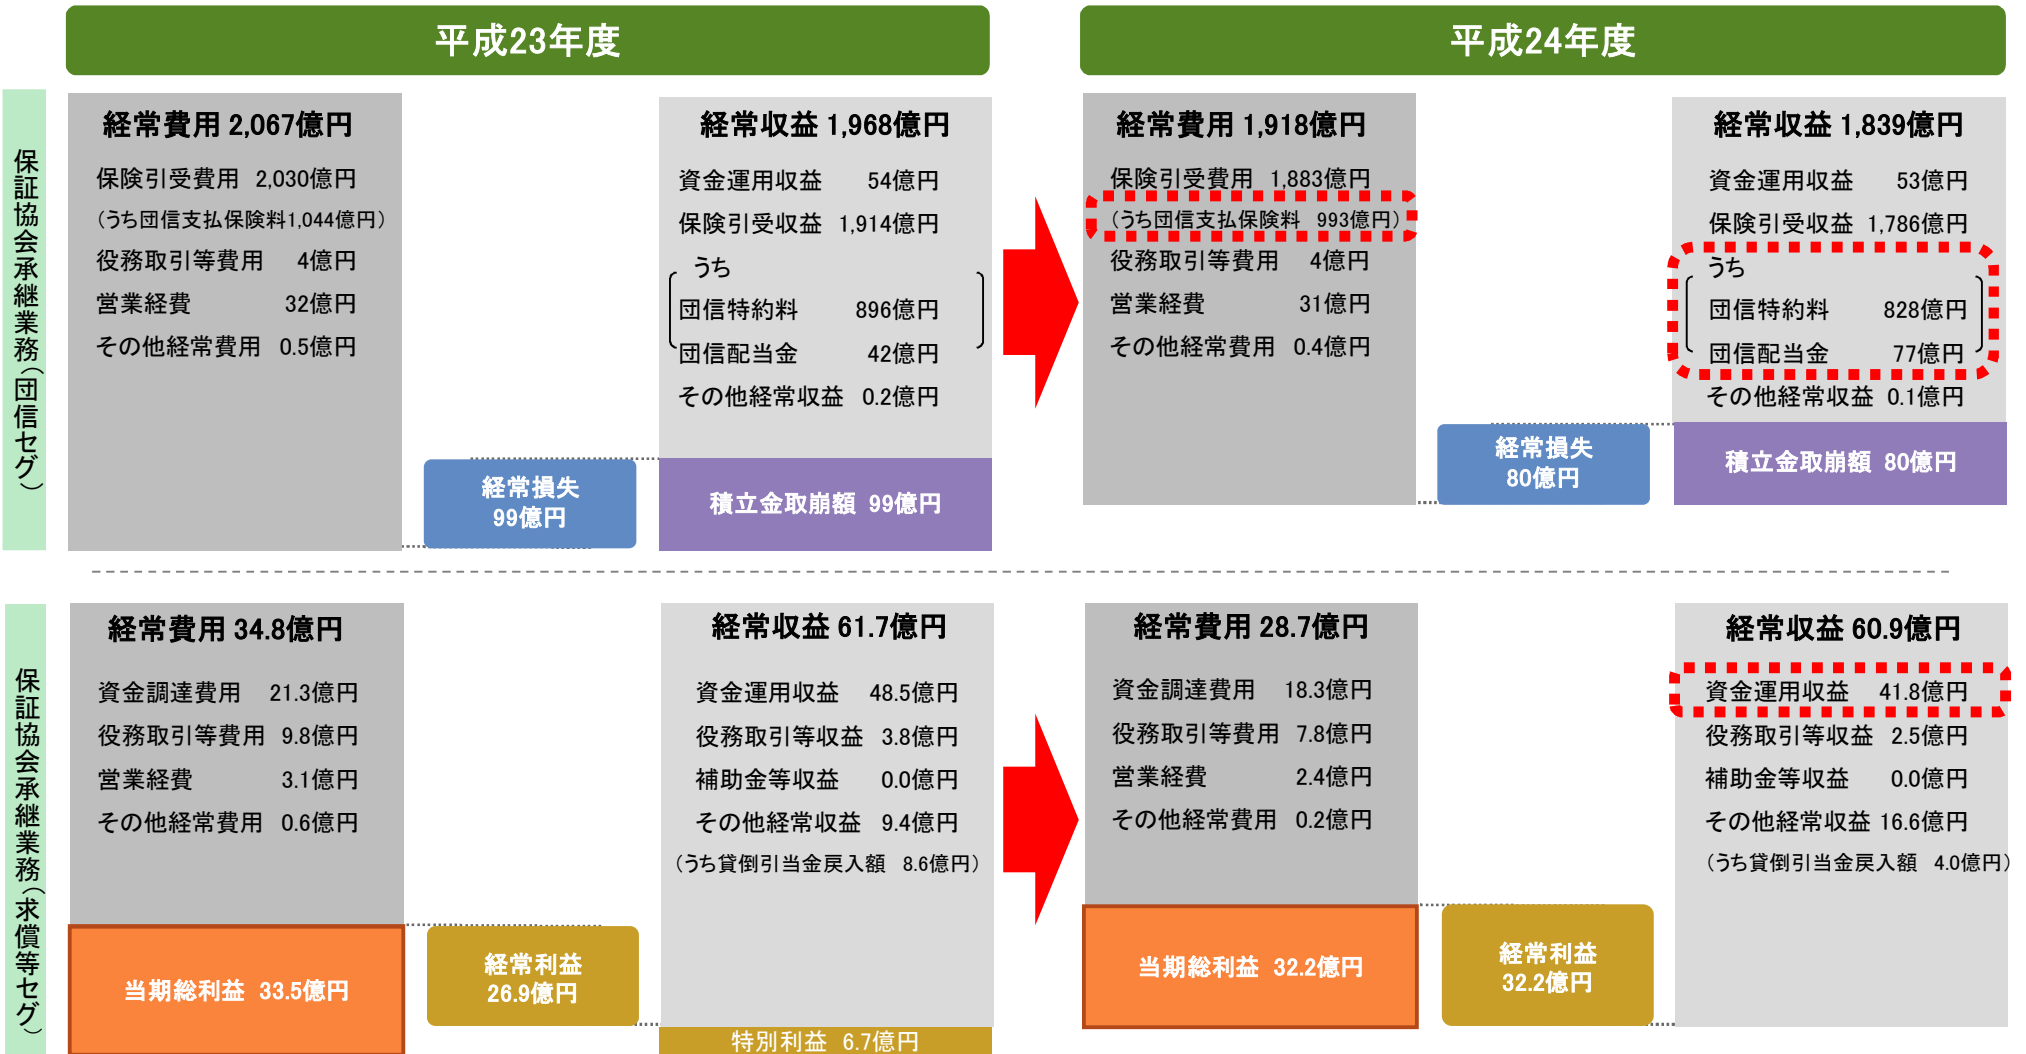 平成23年度
平成24年度
保証協会承継業務（団信セグ）
経常費用 2,067億円
保険引受費用 2,030億円
（うち団信支払保険料1,044億円）
役務取引等費用 4億円
営業経費 32億円
その他経常費用 0.5億円
経常損失
99億円
経常収益 1,968億円
資金運用収益 54億円
保険引受収益 1,914億円
うち
団信特約料 896億円
団信配当金 42億円
その他経常収益 0.2億円
積立金取崩額 99億円
経常費用 1,918億円
保険引受費用 1,883億円
（うち団信支払保険料 993億円）
役務取引等費用 4億円
営業経費 31億円
その他経常費用 0.4億円
経常損失
80億円
経常収益 1,839億円
資金運用収益 53億円
保険引受収益 1,786億円
うち
団信特約料 828億円
団信配当金 77億円
その他経常収益 0.1億円
積立金取崩額 80億円
保証協会承継業務（求償等セグ）
経常費用 34.8億円
資金調達費用 21.3億円
役務取引等費用 9.8億円
営業経費 3.1億円
その他経常費用 0.6億円
当期総利益 33.5億円
経常利益
26.9億円
経常収益 61.7億円
資金運用収益 48.5億円
役務取引等収益 3.8億円
補助金等収益 0.0億円
その他経常収益 9.4億円
（うち貸倒引当金戻入額 8.6億円）
特別利益 6.7億円
経常費用 28.7億円
資金調達費用 18.3億円
役務取引等費用 7.8億円
営業経費 2.4億円
その他経常費用 0.2億円
当期総利益 32.2億円
経常利益
32.2億円
経常収益 60.9億円
資金運用収益 41.8億円
役務取引等収益 2.5億円
補助金等収益 0.0億円
その他経常収益 16.6億円
（うち貸倒引当金戻入額 4.0億円）